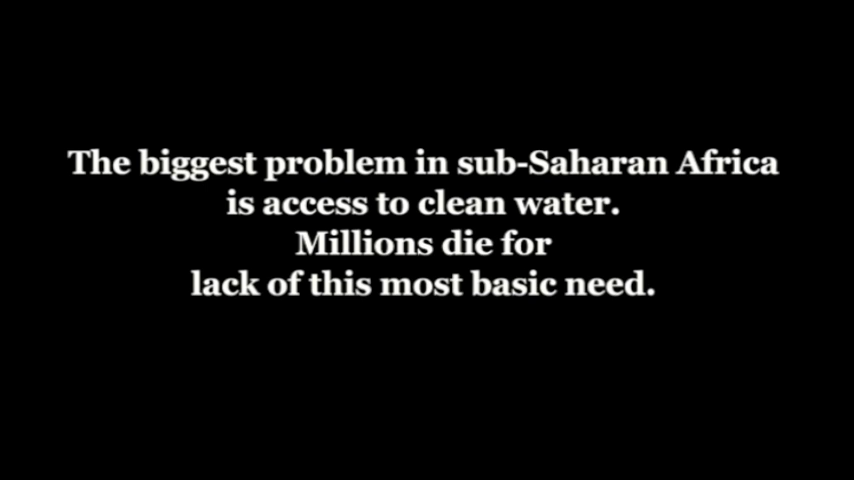 The biggest problem in sub-Saharan Africa
is access to clean water.
Millions die for
lack of this most basic need.